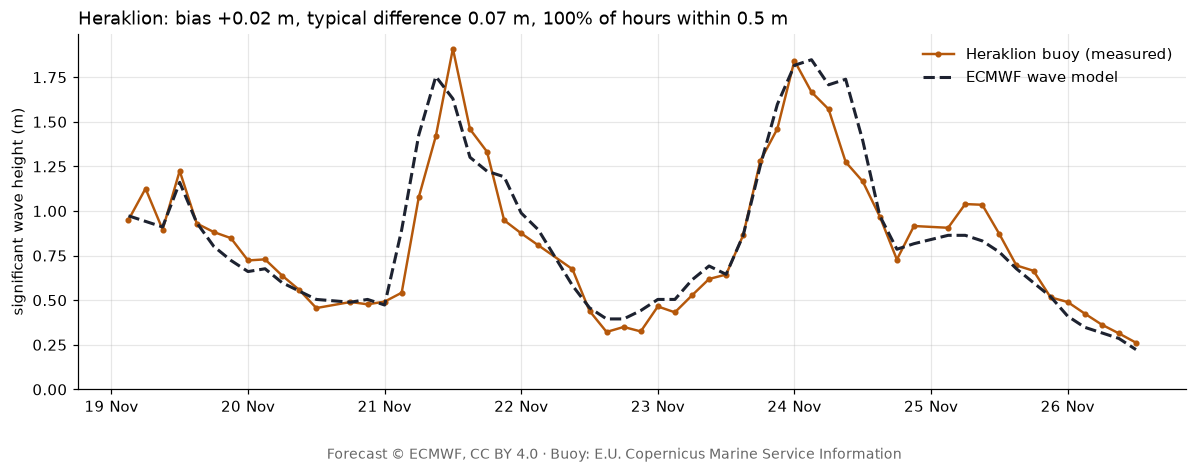 Heraklion: bias +0.02 m, typical difference 0.07 m, 100% of hours within 0.5 m
Heraklion buoy (measured)
ECMWF wave model
significant wave height (m)
1.75
1.50
1.25
1.00
0.75
0.50
0.25
0.00
19 Nov 20 Nov 21 Nov 22 Nov 23 Nov 24 Nov 25 Nov 26 Nov
Forecast © ECMWF, CC BY 4.0 · Buoy: E.U. Copernicus Marine Service Information